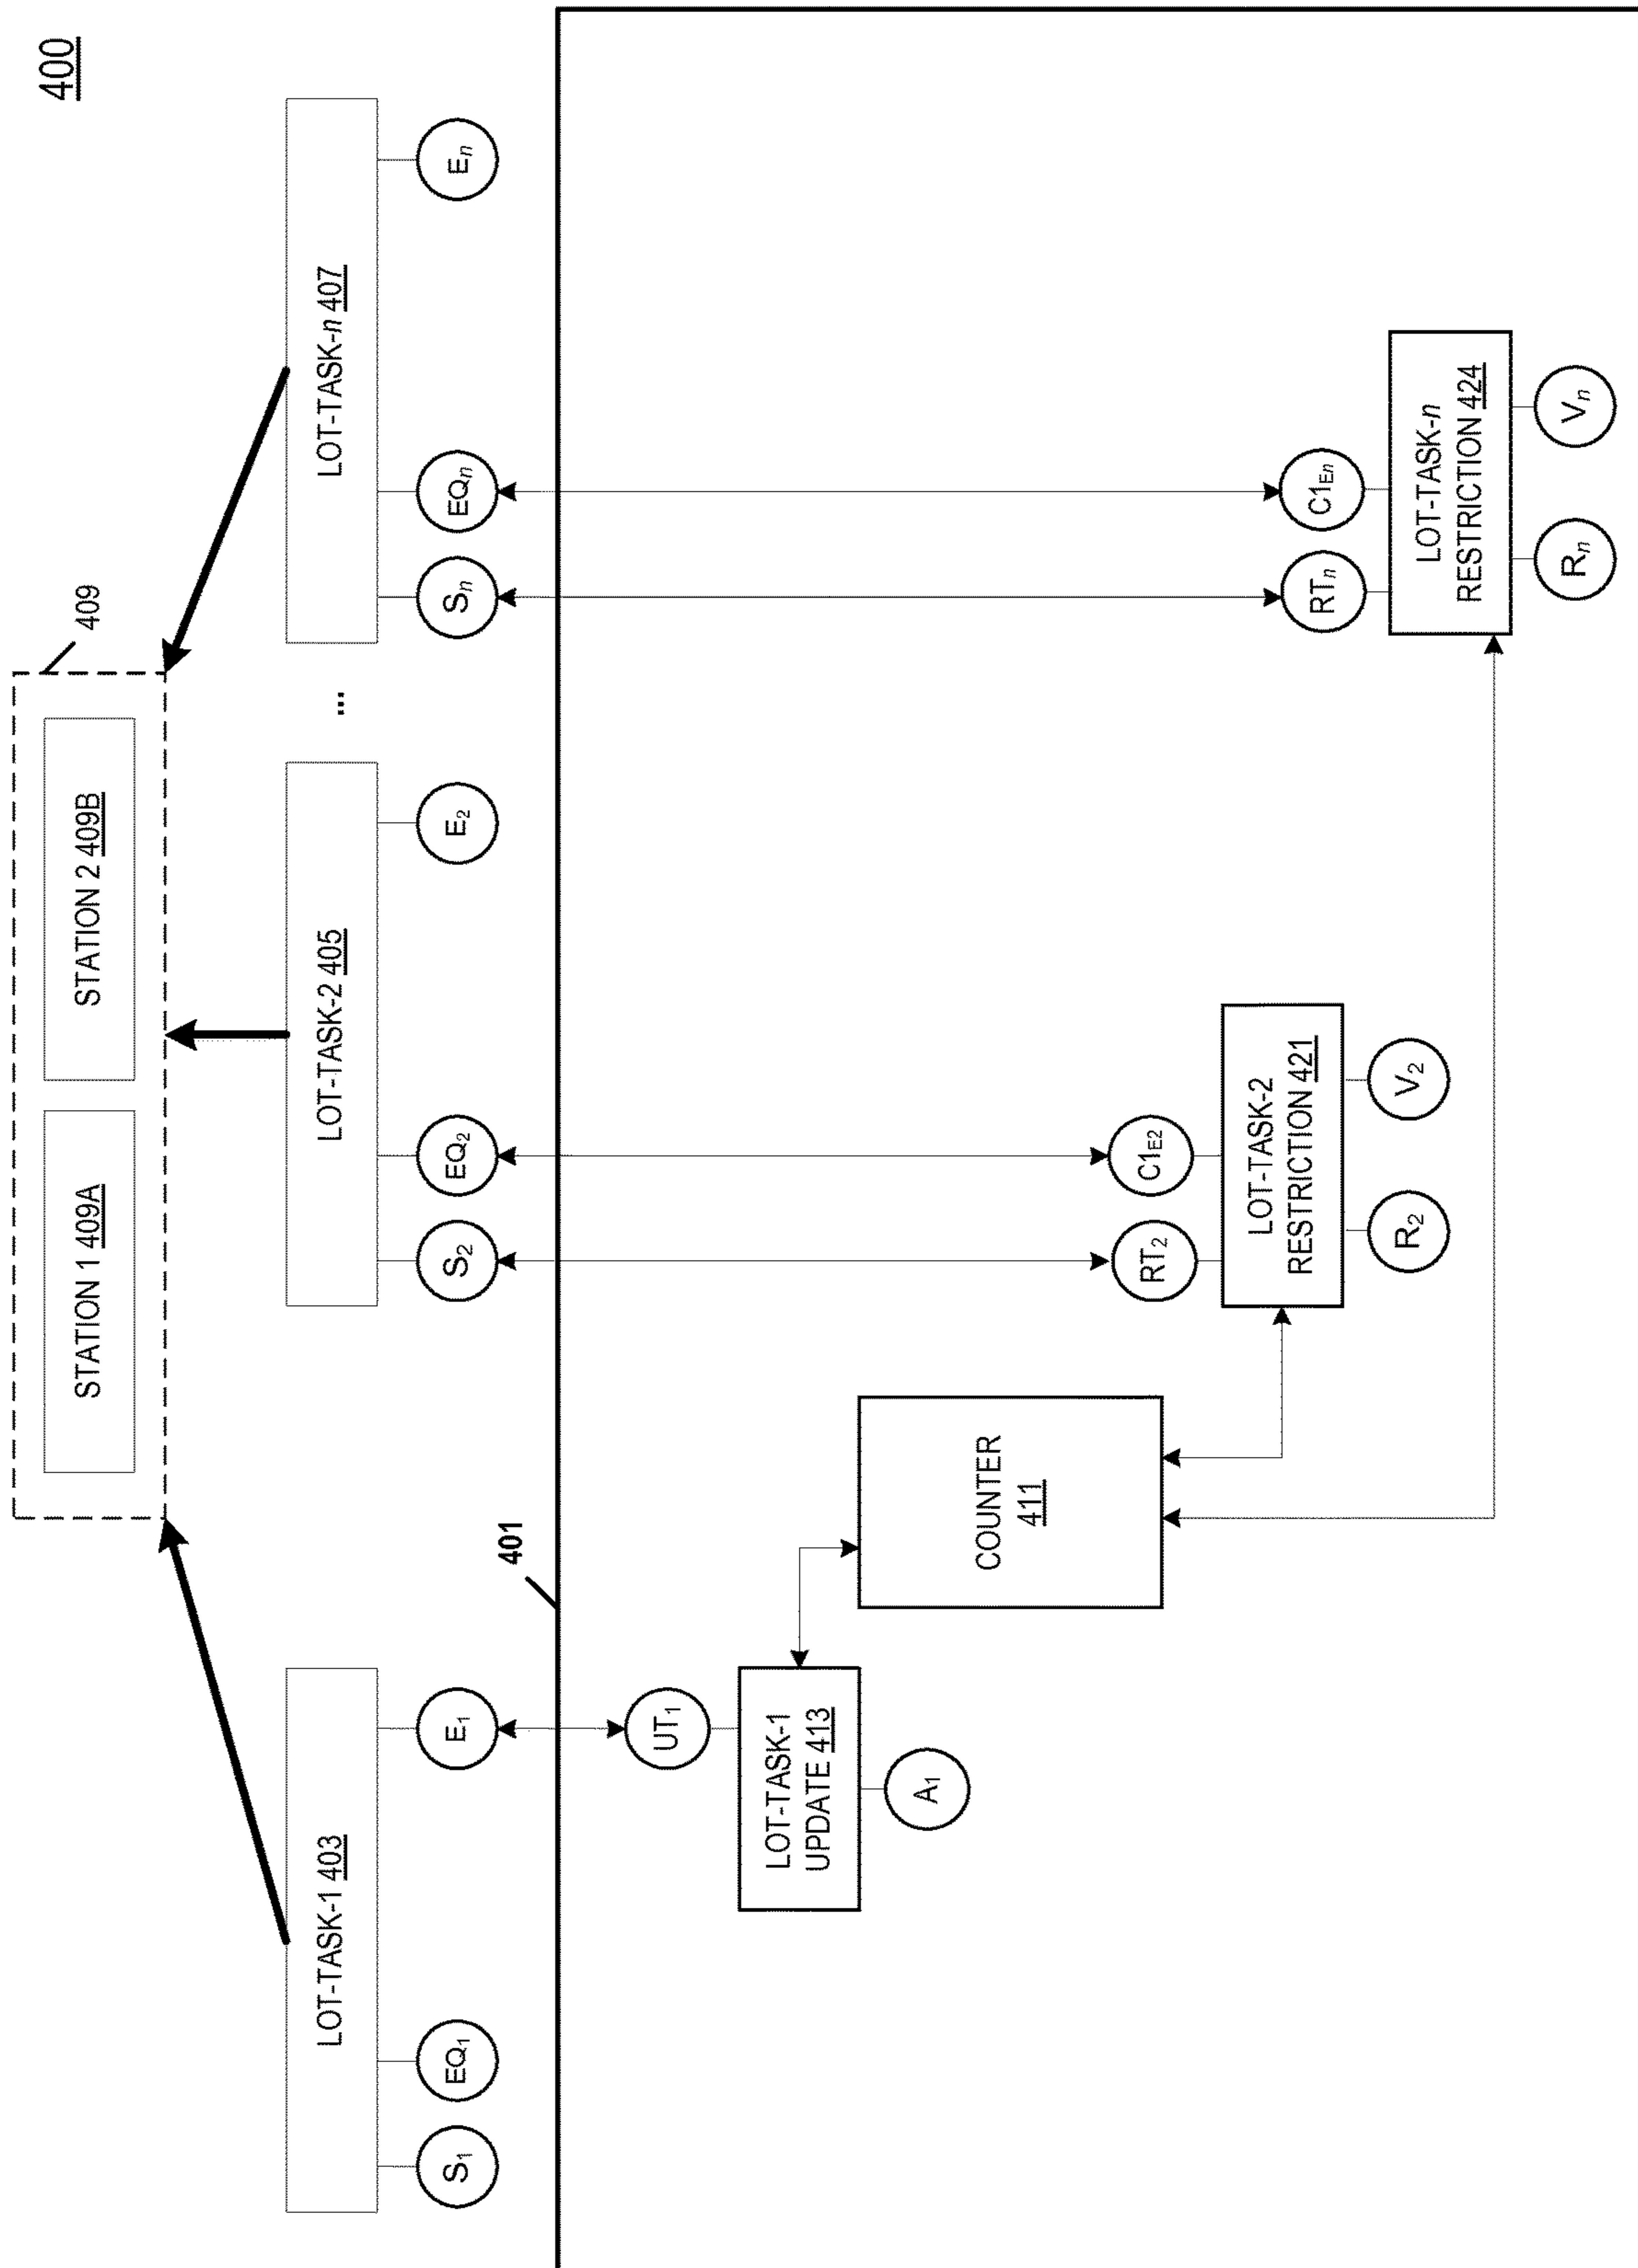 400
409
STATION 1 409A
STATION 2 409B
LOT-TASK-1 403
LOT-TASK-2 405
...
LOT-TASK-n 407
S1
EQ1
E1
S2
EQ2
E2
Sn
EQn
En
401
UT1
LOT-TASK-1
UPDATE 413
A1
COUNTER
411
RT2
C1E2
LOT-TASK-2
RESTRICTION 421
R2
V2
RTn
C1En
LOT-TASK-n
RESTRICTION 424
Rn
Vn